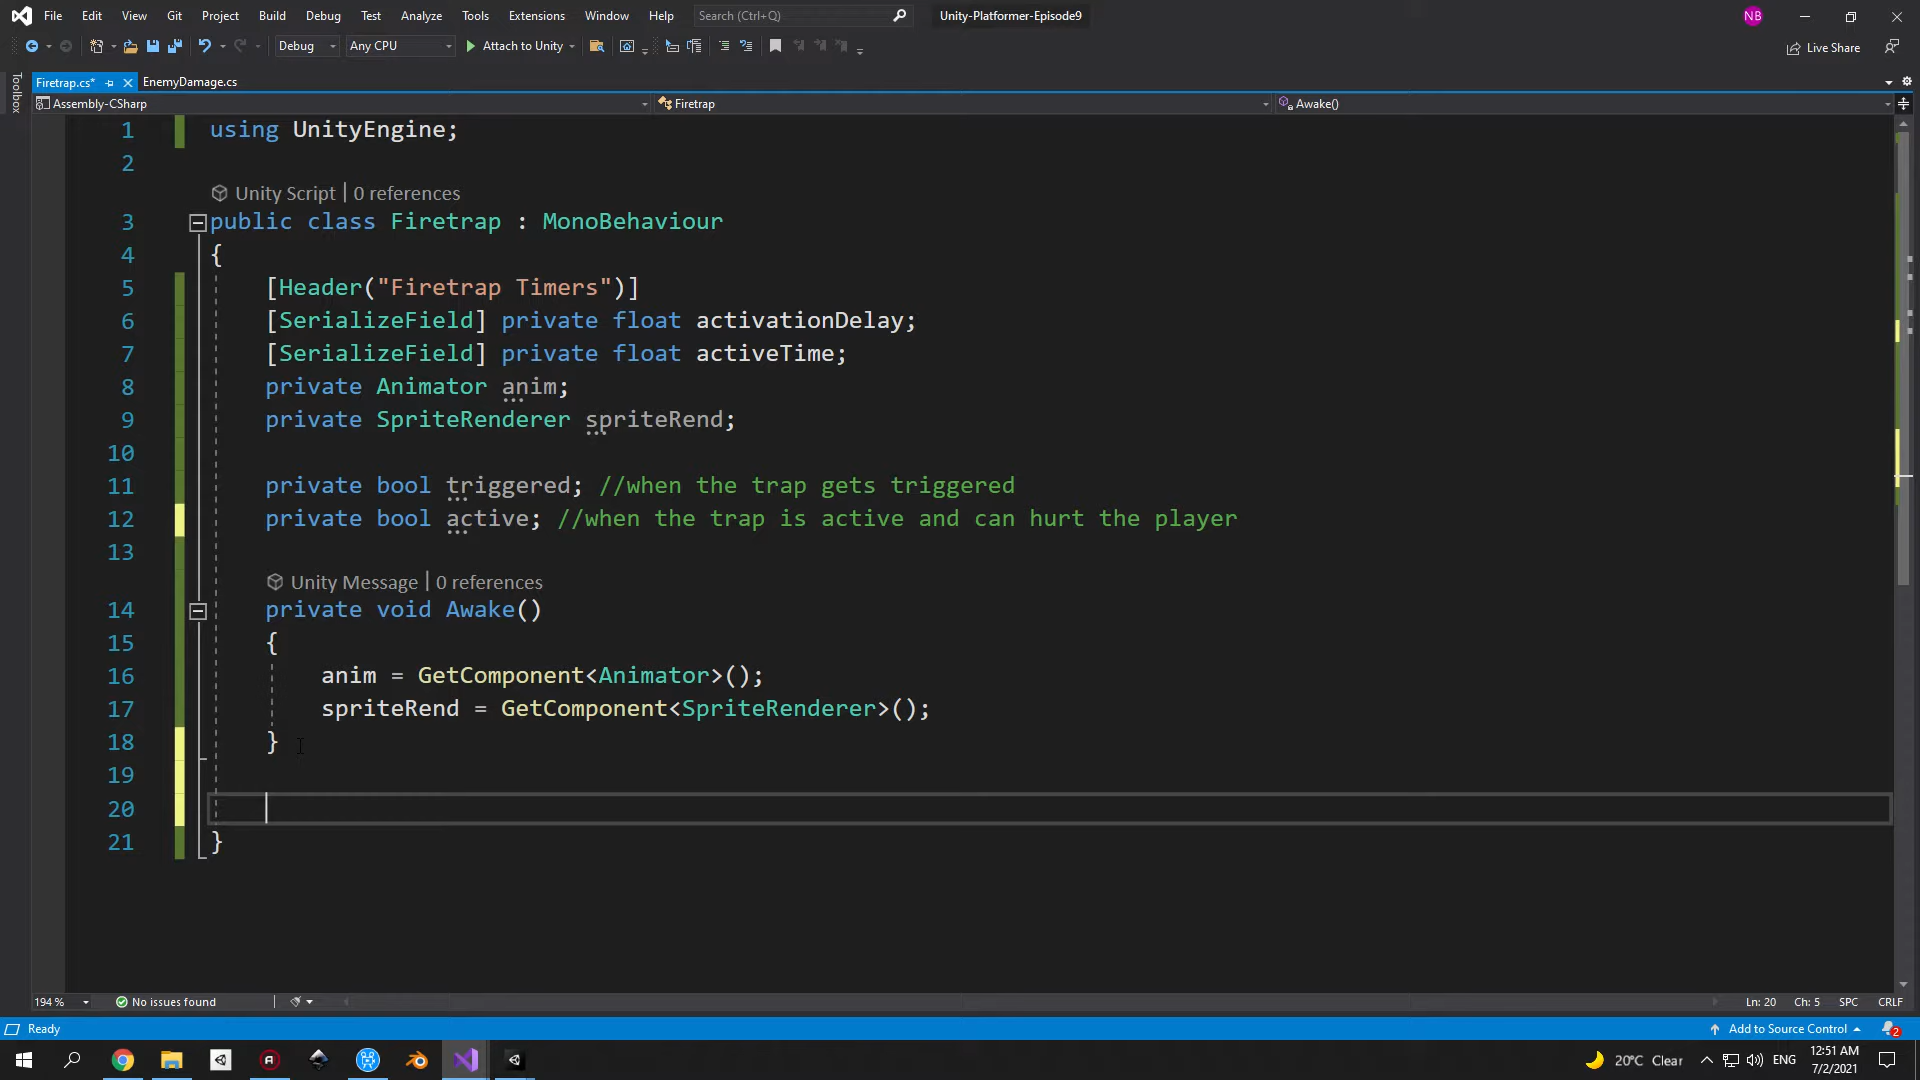 File Edit View Git Project Build Debug Test Analyze Tools Extensions Window Help Search (Ctrl+Q) Unity-Platformer-Episode9 NB
Debug Any CPU Attach to Unity Live Share
Toolbox
Firetrap.cs* EnemyDamage.cs
Assembly-CSharp Firetrap Awake()
1 using UnityEngine;
2
Unity Script | 0 references
3 public class Firetrap : MonoBehaviour
4 {
5 [Header("Firetrap Timers")]
6 [SerializeField] private float activationDelay;
7 [SerializeField] private float activeTime;
8 private Animator anim;
9 private SpriteRenderer spriteRend;
10
11 private bool triggered; //when the trap gets triggered
12 private bool active; //when the trap is active and can hurt the player
13
Unity Message | 0 references
14 private void Awake()
15 {
16 anim = GetComponent<Animator>();
17 spriteRend = GetComponent<SpriteRenderer>();
18 }
19
20
21 }
194 % No issues found Ln: 20 Ch: 5 SPC CRLF
Ready Add to Source Control 2
20°C Clear ENG 12:51 AM
7/2/2021